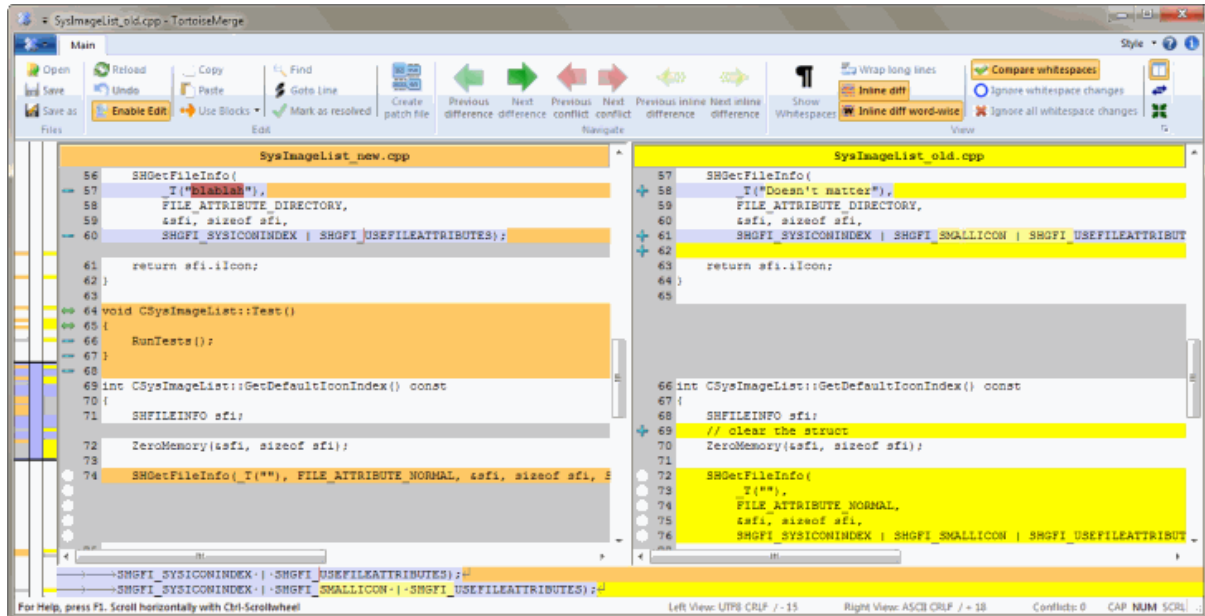 SysImageList_old.cpp - TortoiseMerge
Main
Style
Open
Reload
Copy
Find
Wrap long lines
Compare whitespaces
Save
Undo
Paste
Goto Line
Inline diff
Ignore whitespace changes
Save as
Enable Edit
Use Blocks
Mark as resolved
Create patch file
Previous difference
Next difference
Previous conflict
Next conflict
Previous inline difference
Next inline difference
Show Whitespaces
Inline diff word-wise
Ignore all whitespace changes
Files
Edit
Navigate
View
SysImageList_new.cpp
56 SHGetFileInfo(
57 _T("blablah"),
58 FILE_ATTRIBUTE_DIRECTORY,
59 &sfi, sizeof sfi,
60 SHGFI_SYSICONINDEX | SHGFI_USEFILEATTRIBUTES);
61 return sfi.iIcon;
62 }
63
64 void CSysImageList::Test()
65 {
66 RunTests();
67 }
68
69 int CSysImageList::GetDefaultIconIndex() const
70 {
71 SHFILEINFO sfi;
72 ZeroMemory(&sfi, sizeof sfi);
73
74 SHGetFileInfo(_T(""), FILE_ATTRIBUTE_NORMAL, &sfi, sizeof sfi, S
SysImageList_old.cpp
57 SHGetFileInfo(
58 _T("Doesn't matter"),
59 FILE_ATTRIBUTE_DIRECTORY,
60 &sfi, sizeof sfi,
61 SHGFI_SYSICONINDEX | SHGFI_SMALLICON | SHGFI_USEFILEATTRIBUT
62
63 return sfi.iIcon;
64 }
65
66 int CSysImageList::GetDefaultIconIndex() const
67 {
68 SHFILEINFO sfi;
69 // clear the struct
70 ZeroMemory(&sfi, sizeof sfi);
71
72 SHGetFileInfo(
73 _T(""),
74 FILE_ATTRIBUTE_NORMAL,
75 &sfi, sizeof sfi,
76 SHGFI_SYSICONINDEX | SHGFI_SMALLICON | SHGFI_USEFILEATTRIBUT
SHGFI_SYSICONINDEX·|·SHGFI_USEFILEATTRIBUTES);
SHGFI_SYSICONINDEX·|·SHGFI_SMALLICON·|·SHGFI_USEFILEATTRIBUTES);
For Help, press F1. Scroll horizontally with Ctrl-Scrollwheel
Left View: UTF8 CRLF / - 15
Right View: ASCII CRLF / + 18
Conflicts: 0
CAP NUM SCRL